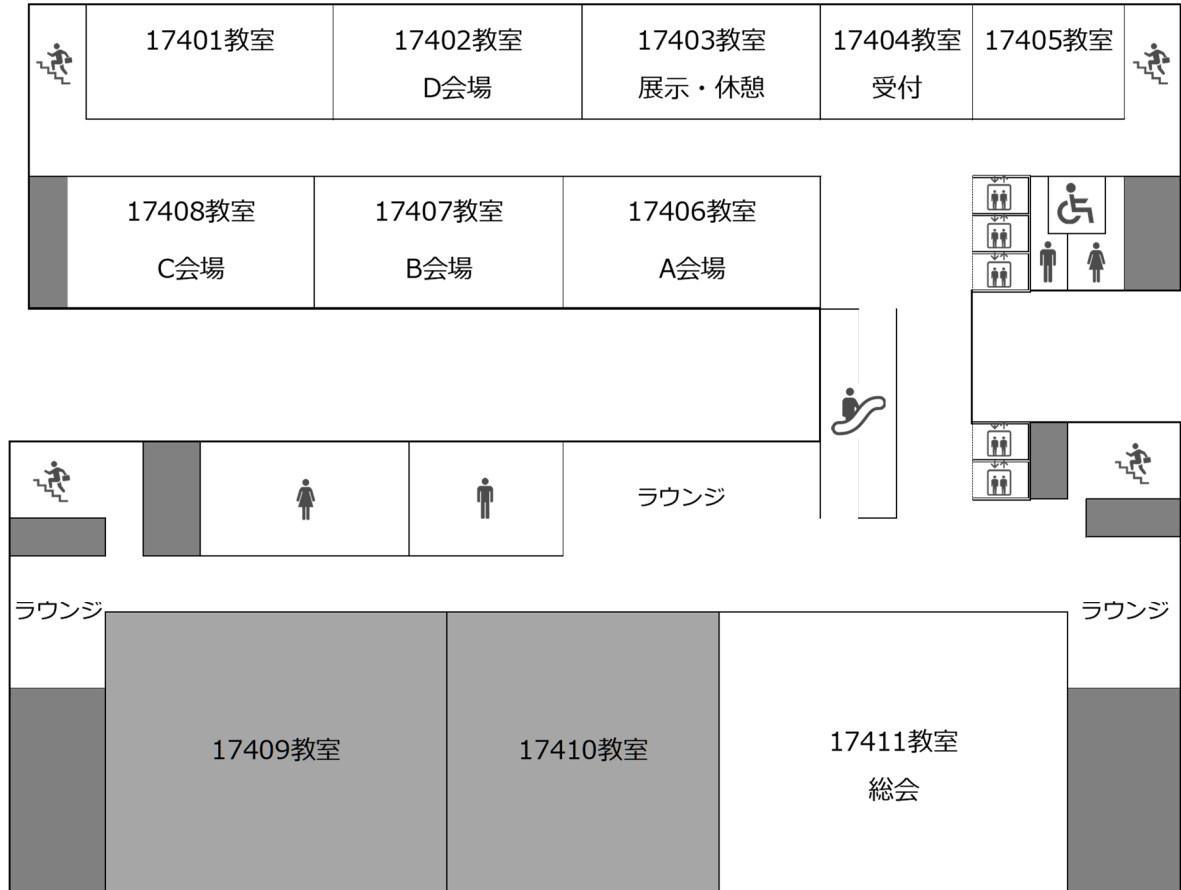 17401教室
17402教室
D会場
17403教室
展示・休憩
17404教室
受付
17405教室
17408教室
C会場
17407教室
B会場
17406教室
A会場
ラウンジ
ラウンジ
ラウンジ
17409教室
17410教室
17411教室
総会